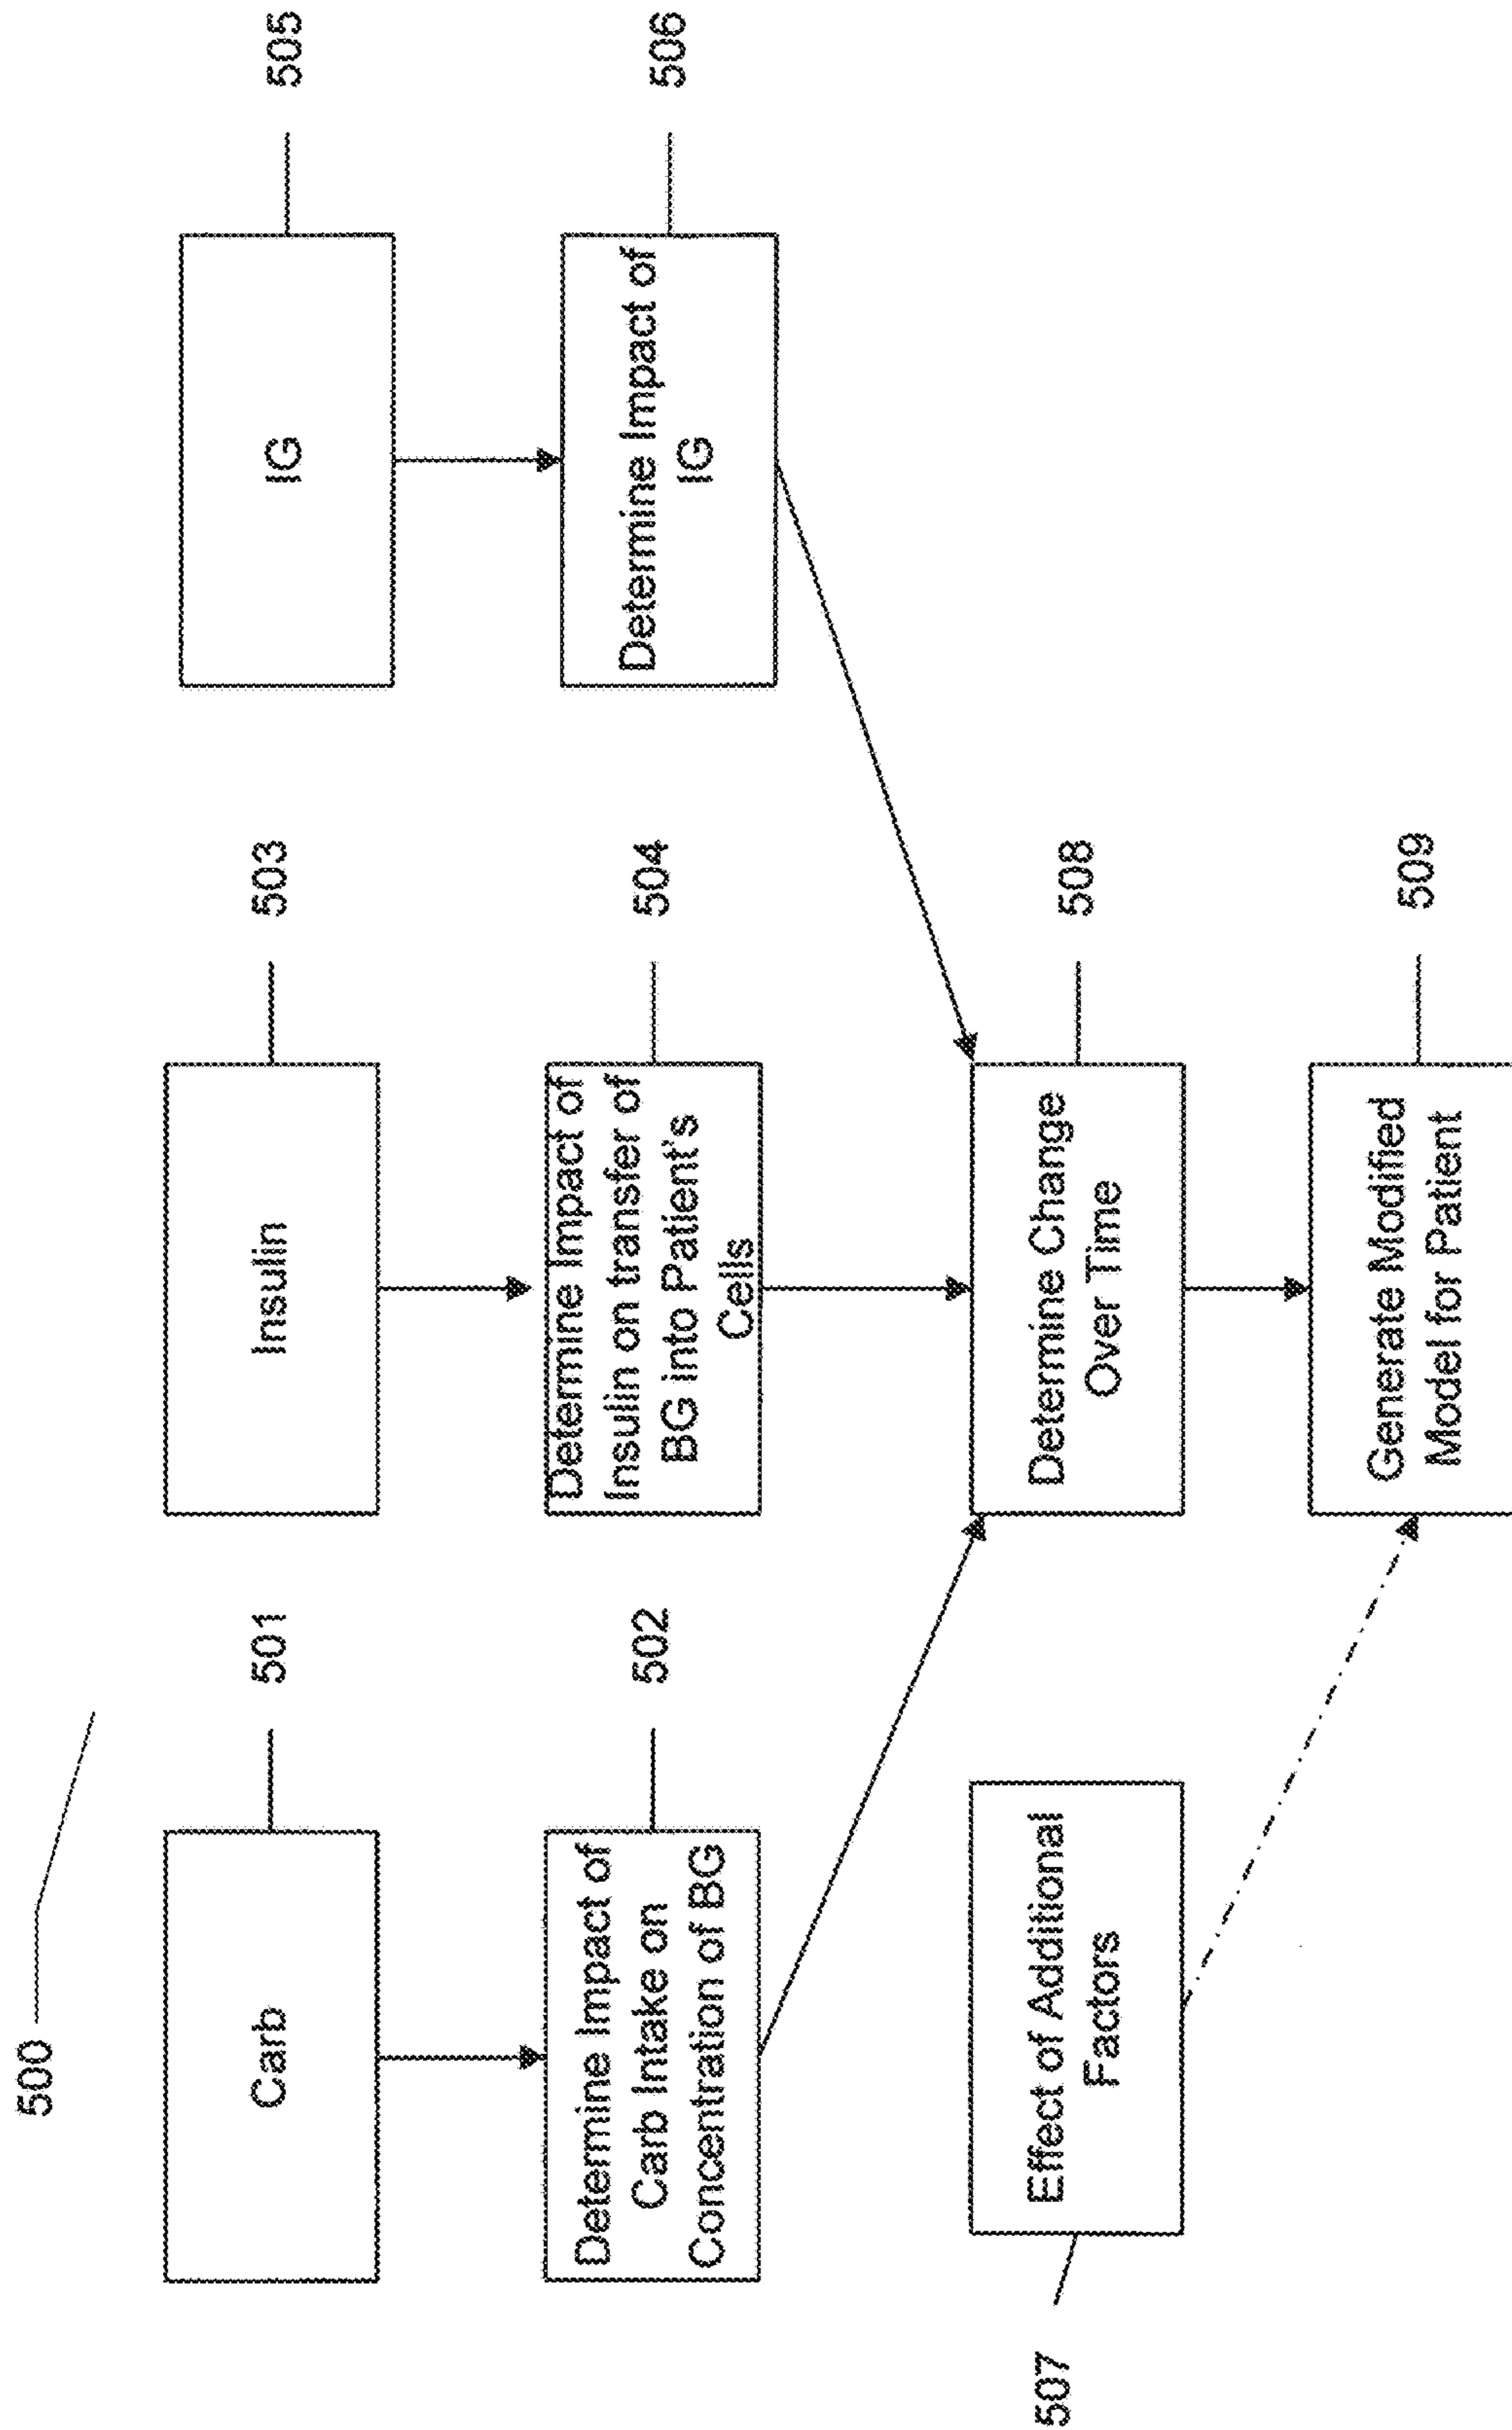 500
Carb
501
Insulin
503
IG
505
Determine Impact of
Carb Intake on
Concentration of BG
502
Determine Impact of
Insulin on transfer of
BG into Patient's
Cells
504
Determine Impact of
IG
506
507
Effect of Additional
Factors
Determine Change
Over Time
508
Generate Modified
Model for Patient
509